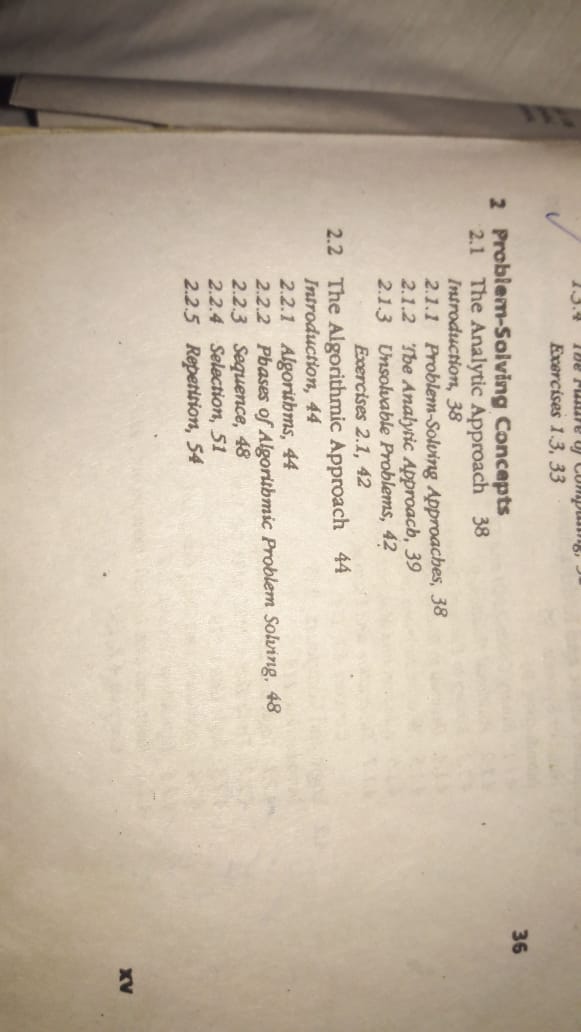 1.3.4 The Future of Computing,
Exercises 1.3, 33
2 Problem-Solving Concepts 36
2.1 The Analytic Approach 38
Introduction, 38
2.1.1 Problem-Solving Approaches, 38
2.1.2 The Analytic Approach, 39
2.1.3 Unsolvable Problems, 42
Exercises 2.1, 42
2.2 The Algorithmic Approach 44
Introduction, 44
2.2.1 Algorithms, 44
2.2.2 Phases of Algorithmic Problem Solving, 48
2.2.3 Sequence, 48
2.2.4 Selection, 51
2.2.5 Repetition, 54
xv